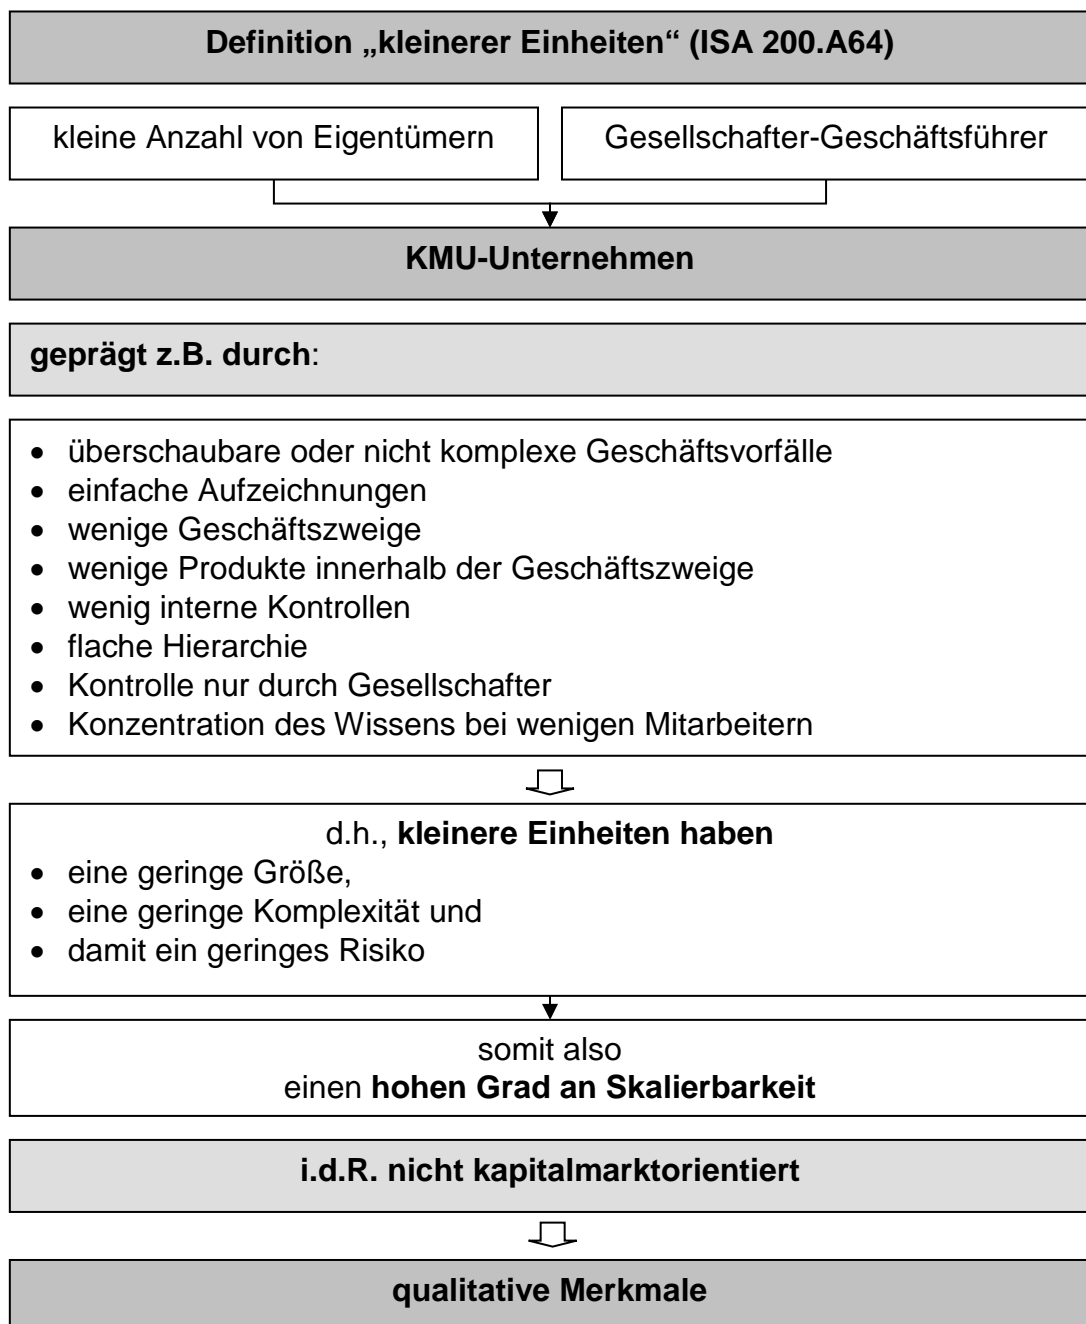 Definition „kleinerer Einheiten“ (ISA 200.A64)
kleine Anzahl von Eigentümern
Gesellschafter-Geschäftsführer
KMU-Unternehmen
geprägt z.B. durch:
• überschaubare oder nicht komplexe Geschäftsvorfälle
• einfache Aufzeichnungen
• wenige Geschäftszweige
• wenige Produkte innerhalb der Geschäftszweige
• wenig interne Kontrollen
• flache Hierarchie
• Kontrolle nur durch Gesellschafter
• Konzentration des Wissens bei wenigen Mitarbeitern
d.h., kleinere Einheiten haben
• eine geringe Größe,
• eine geringe Komplexität und
• damit ein geringes Risiko
somit also
einen hohen Grad an Skalierbarkeit
i.d.R. nicht kapitalmarktorientiert
qualitative Merkmale